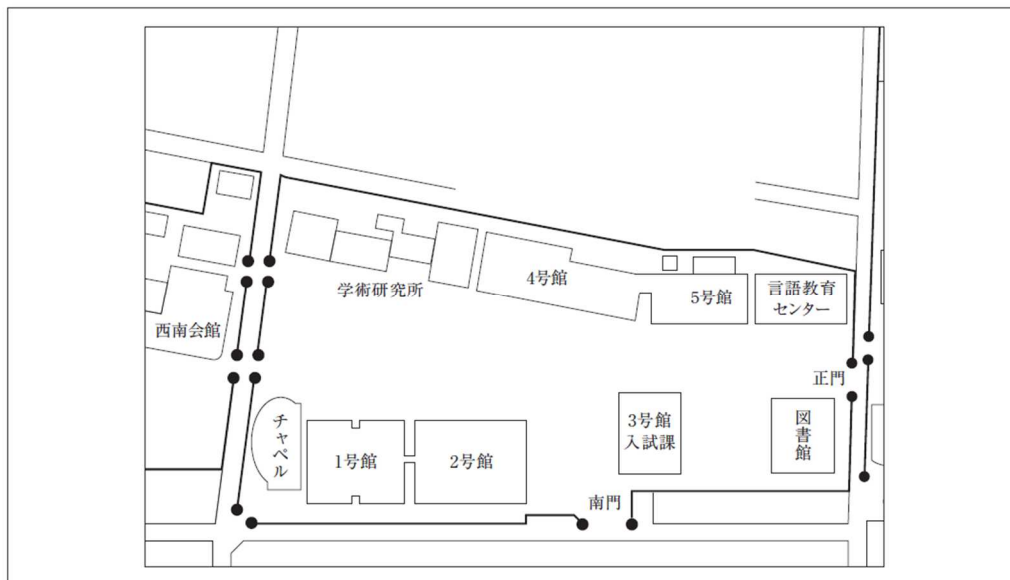 学術研究所
4号館
5号館
言語教育
センター
西南会館
正門
チャペル
1号館
2号館
3号館
入試課
図書館
南門